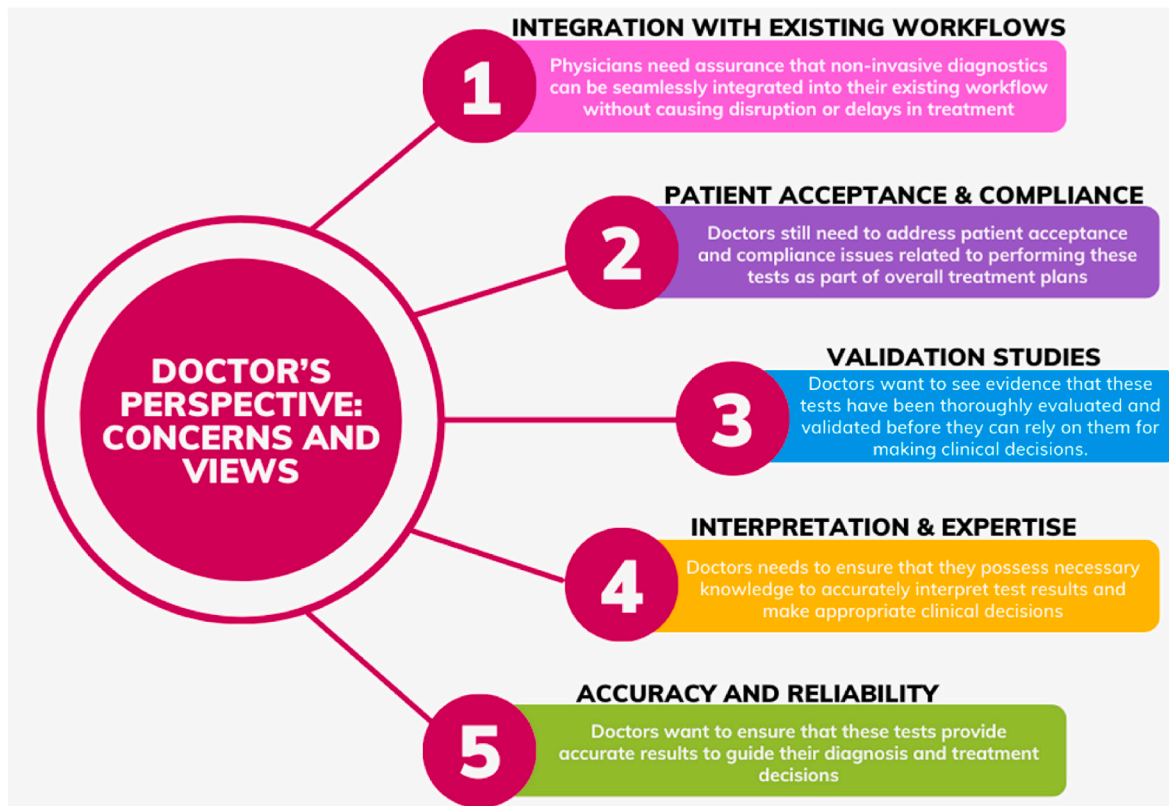 INTEGRATION WITH EXISTING WORKFLOWS
1
Physicians need assurance that non-invasive diagnostics
can be seamlessly integrated into their existing workflow
without causing disruption or delays in treatment
PATIENT ACCEPTANCE & COMPLIANCE
2
Doctors still need to address patient acceptance
and compliance issues related to performing these
tests as part of overall treatment plans
DOCTOR’S
PERSPECTIVE:
CONCERNS AND
VIEWS
VALIDATION STUDIES
3
Doctors want to see evidence that these
tests have been thoroughly evaluated and
validated before they can rely on them for
making clinical decisions.
INTERPRETATION & EXPERTISE
4
Doctors needs to ensure that they possess necessary
knowledge to accurately interpret test results and
make appropriate clinical decisions
ACCURACY AND RELIABILITY
5
Doctors want to ensure that these tests provide
accurate results to guide their diagnosis and treatment
decisions